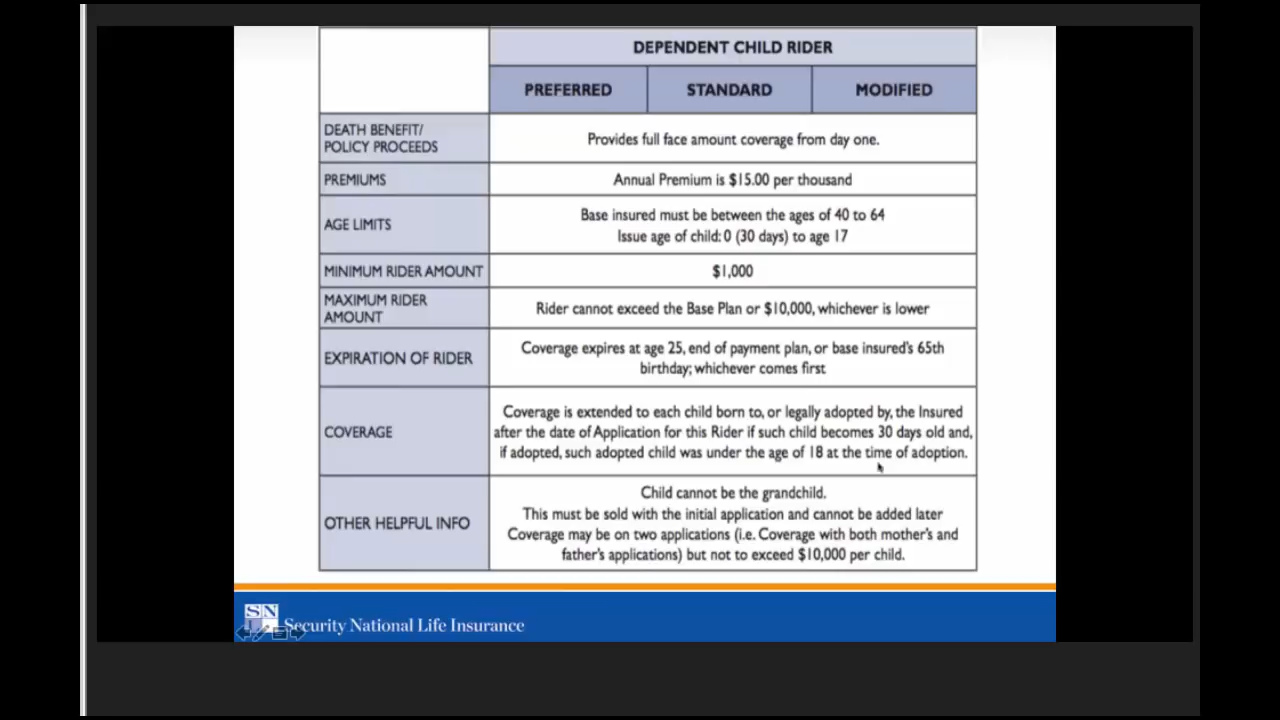 DEPENDENT CHILD RIDER
PREFERRED
STANDARD
MODIFIED
DEATH BENEFIT/
POLICY PROCEEDS
Provides full face amount coverage from day one.
PREMIUMS
Annual Premium is $15.00 per thousand
AGE LIMITS
Base insured must be between the ages of 40 to 64
Issue age of child: 0 (30 days) to age 17
MINIMUM RIDER AMOUNT
$1,000
MAXIMUM RIDER
AMOUNT
Rider cannot exceed the Base Plan or $10,000, whichever is lower
EXPIRATION OF RIDER
Coverage expires at age 25, end of payment plan, or base insured's 65th
birthday; whichever comes first
COVERAGE
Coverage is extended to each child born to, or legally adopted by, the Insured
after the date of Application for this Rider if such child becomes 30 days old and,
if adopted, such adopted child was under the age of 18 at the time of adoption.
OTHER HELPFUL INFO
Child cannot be the grandchild.
This must be sold with the initial application and cannot be added later
Coverage may be on two applications (i.e. Coverage with both mother's and
father's applications) but not to exceed $10,000 per child.
SN
Security National Life Insurance